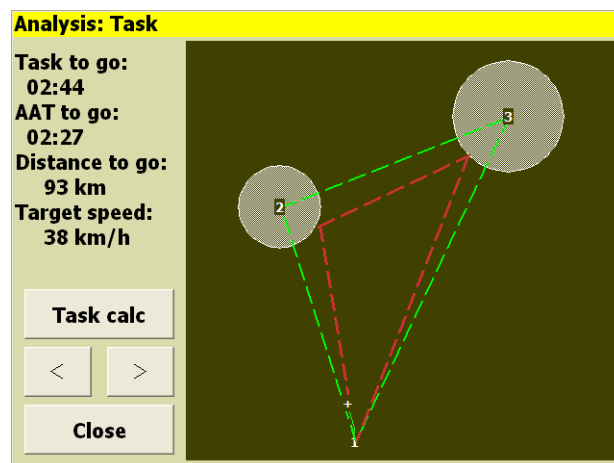 Analysis: Task
Task to go:
02:44
AAT to go:
02:27
Distance to go:
93 km
Target speed:
38 km/h
Task calc
<
>
Close
3
2
1